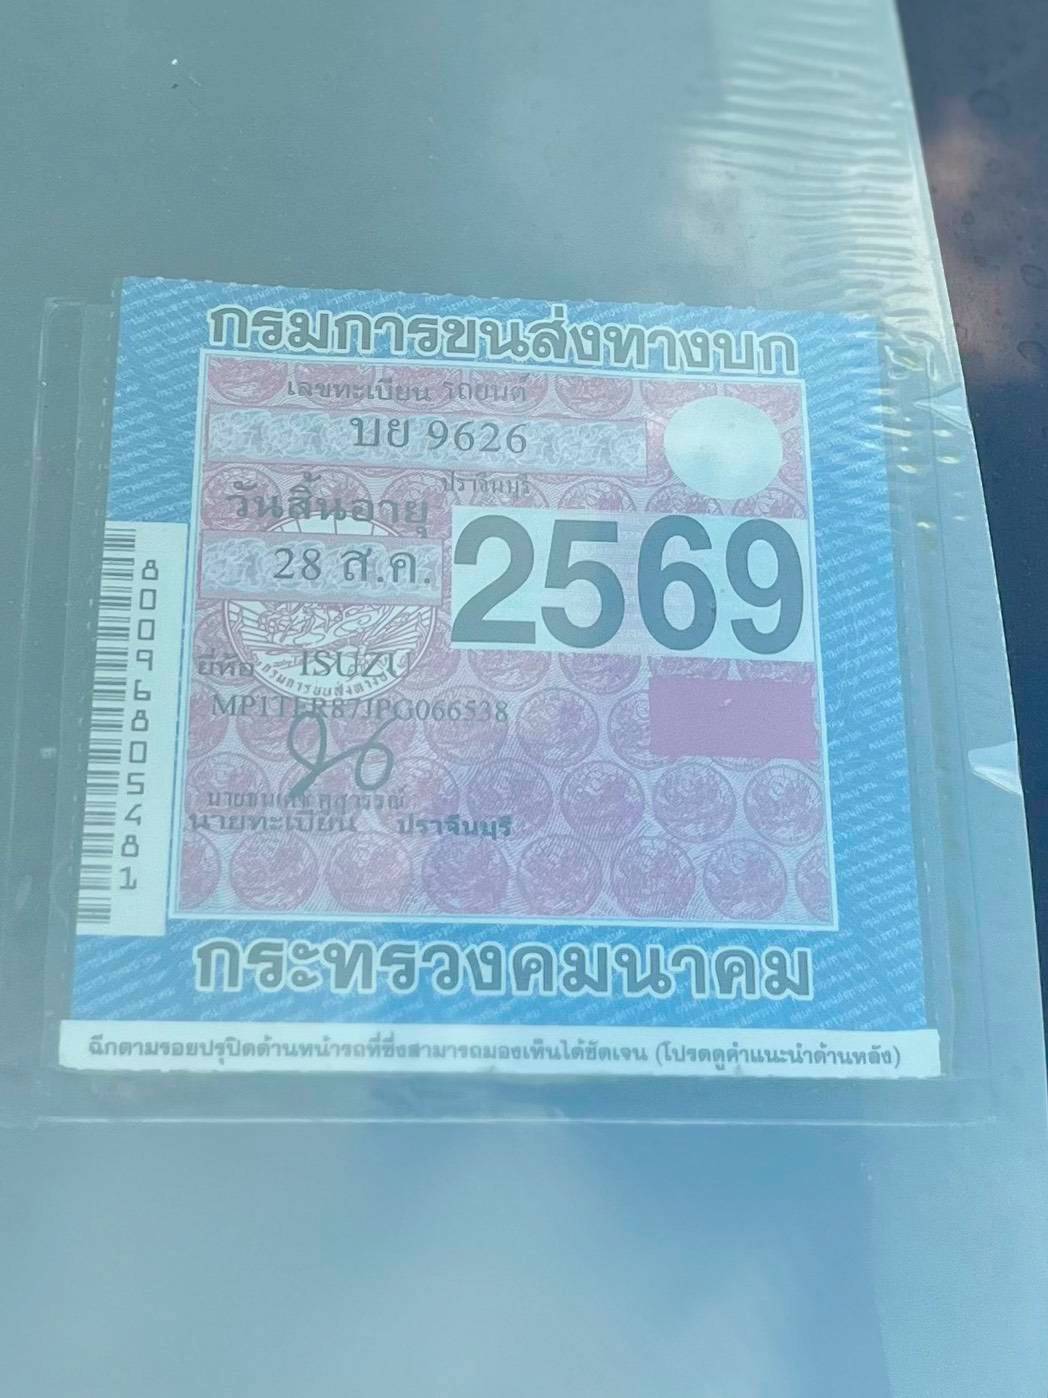 กรมการขนส่งทางบก
เลขทะเบียน รถยนต์
บย 9626
ปราจีนบุรี
วันสิ้นอายุ
28 ส.ค. 2569
ยี่ห้อ ISUZU
MP1TFR87JPG066538
นายทะเบียน ปราจีนบุรี
80096805481
กระทรวงคมนาคม
ฉีกตามรอยปรุปิดด้านหน้ารถที่ซึ่งสามารถมองเห็นได้ชัดเจน (โปรดดูคำแนะนำด้านหลัง)